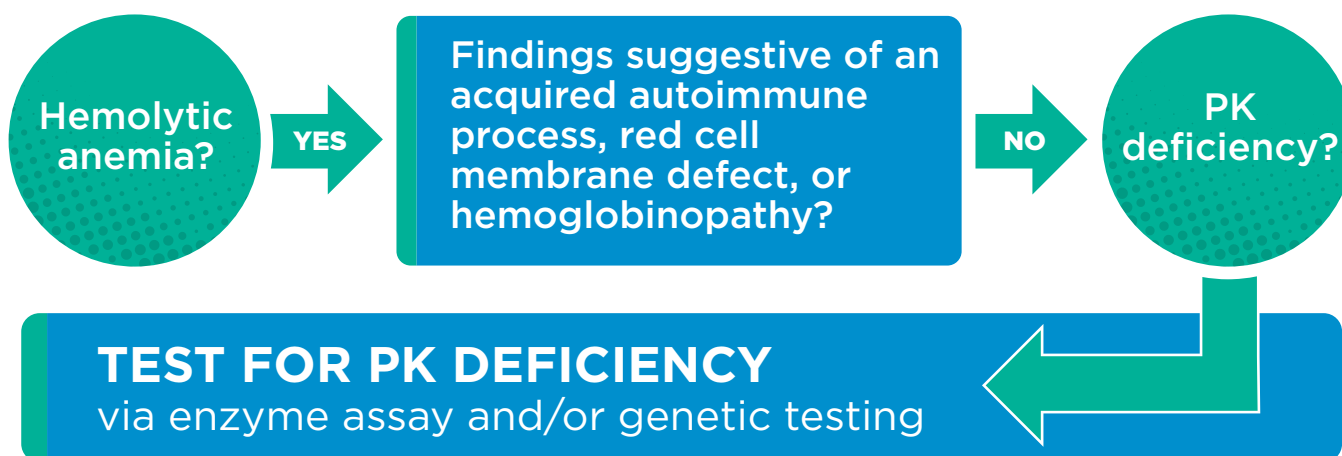 Hemolytic
anemia?
YES
Findings suggestive of an
acquired autoimmune
process, red cell
membrane defect, or
hemoglobinopathy?
NO
PK
deficiency?
TEST FOR PK DEFICIENCY
via enzyme assay and/or genetic testing